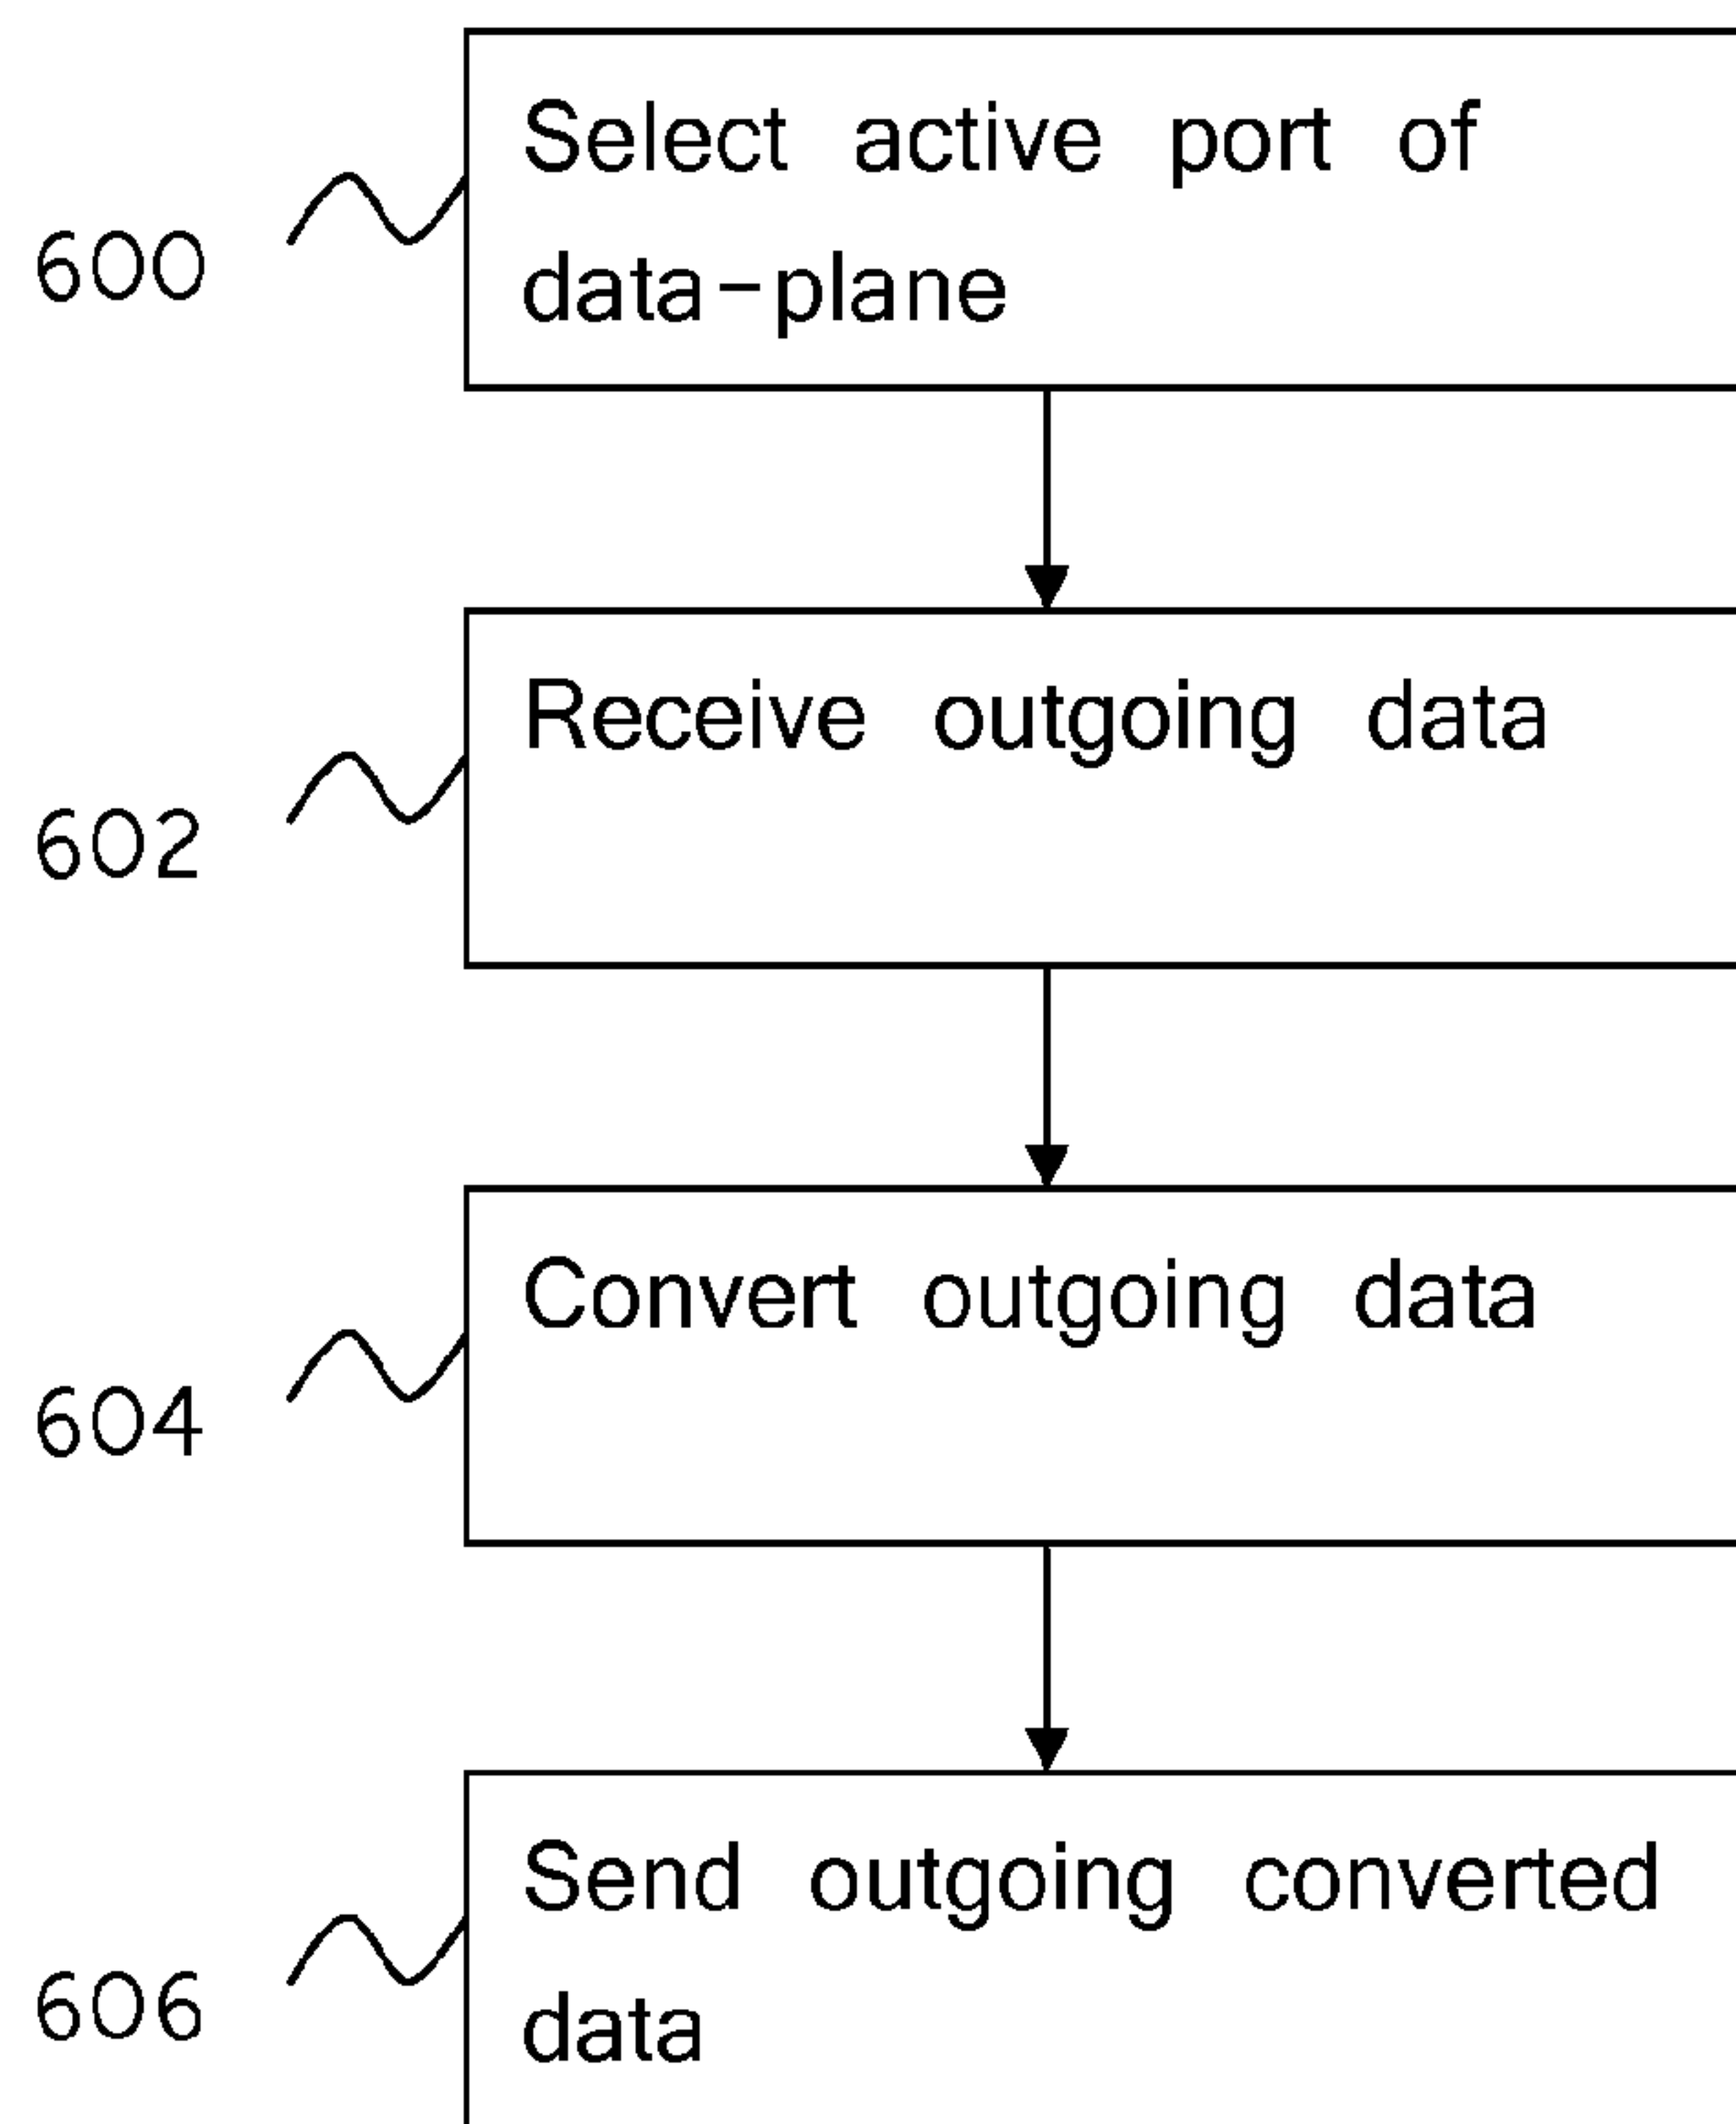 Select active port of
data-plane
600
Receive outgoing data
602
Convert outgoing data
604
Send outgoing converted
data
606